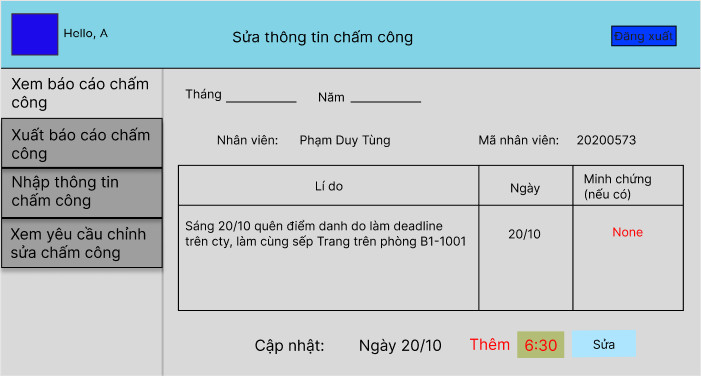 Hello, A
Sửa thông tin chấm công
Đăng xuất
Xem báo cáo chấm
công
Xuất báo cáo chấm
công
Nhập thông tin
chấm công
Xem yêu cầu chỉnh
sửa chấm công
Tháng Năm
Nhân viên: Phạm Duy Tùng Mã nhân viên: 20200573
Lí do
Ngày
Minh chứng
(nếu có)
Sáng 20/10 quên điểm danh do làm deadline
trên cty, làm cùng sếp Trang trên phòng B1-1001
20/10
None
Cập nhật: Ngày 20/10 Thêm 6:30 Sửa